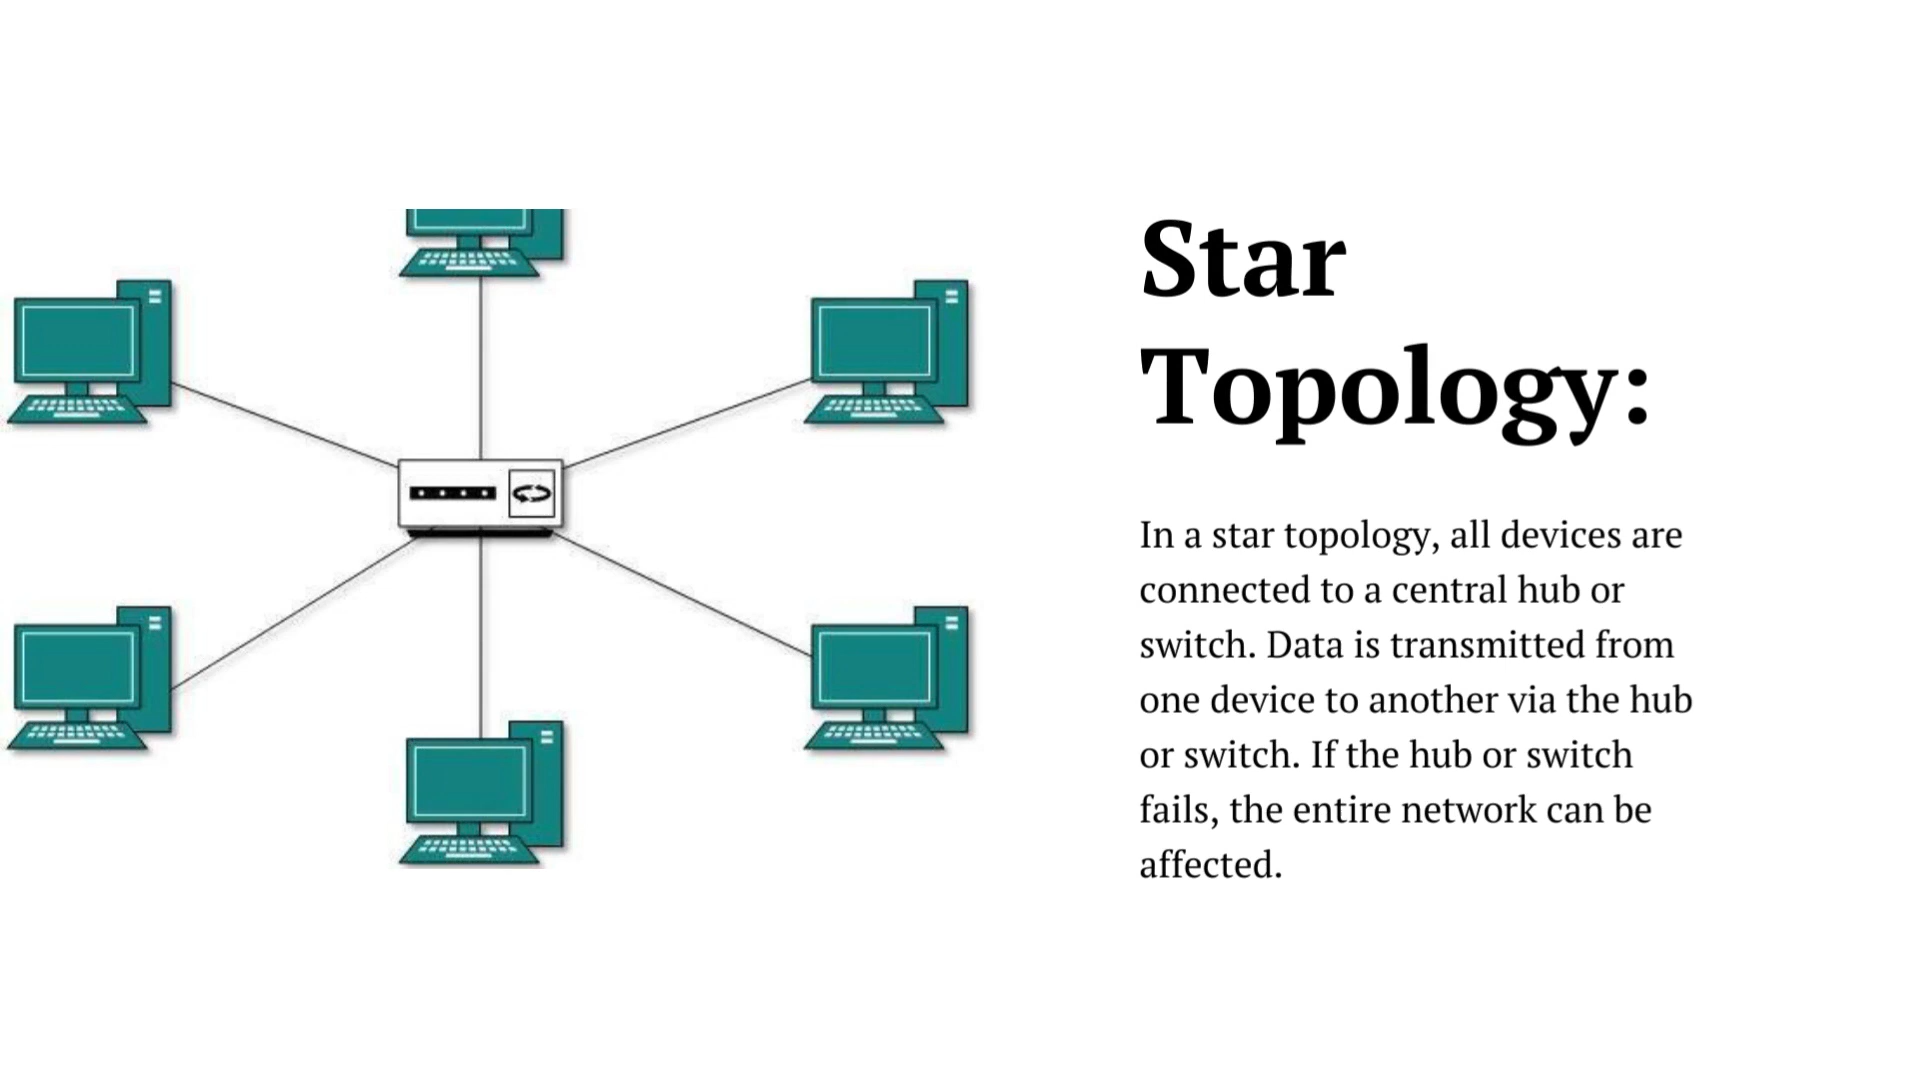 Star
Topology:
In a star topology, all devices are
connected to a central hub or
switch. Data is transmitted from
one device to another via the hub
or switch. If the hub or switch
fails, the entire network can be
affected.